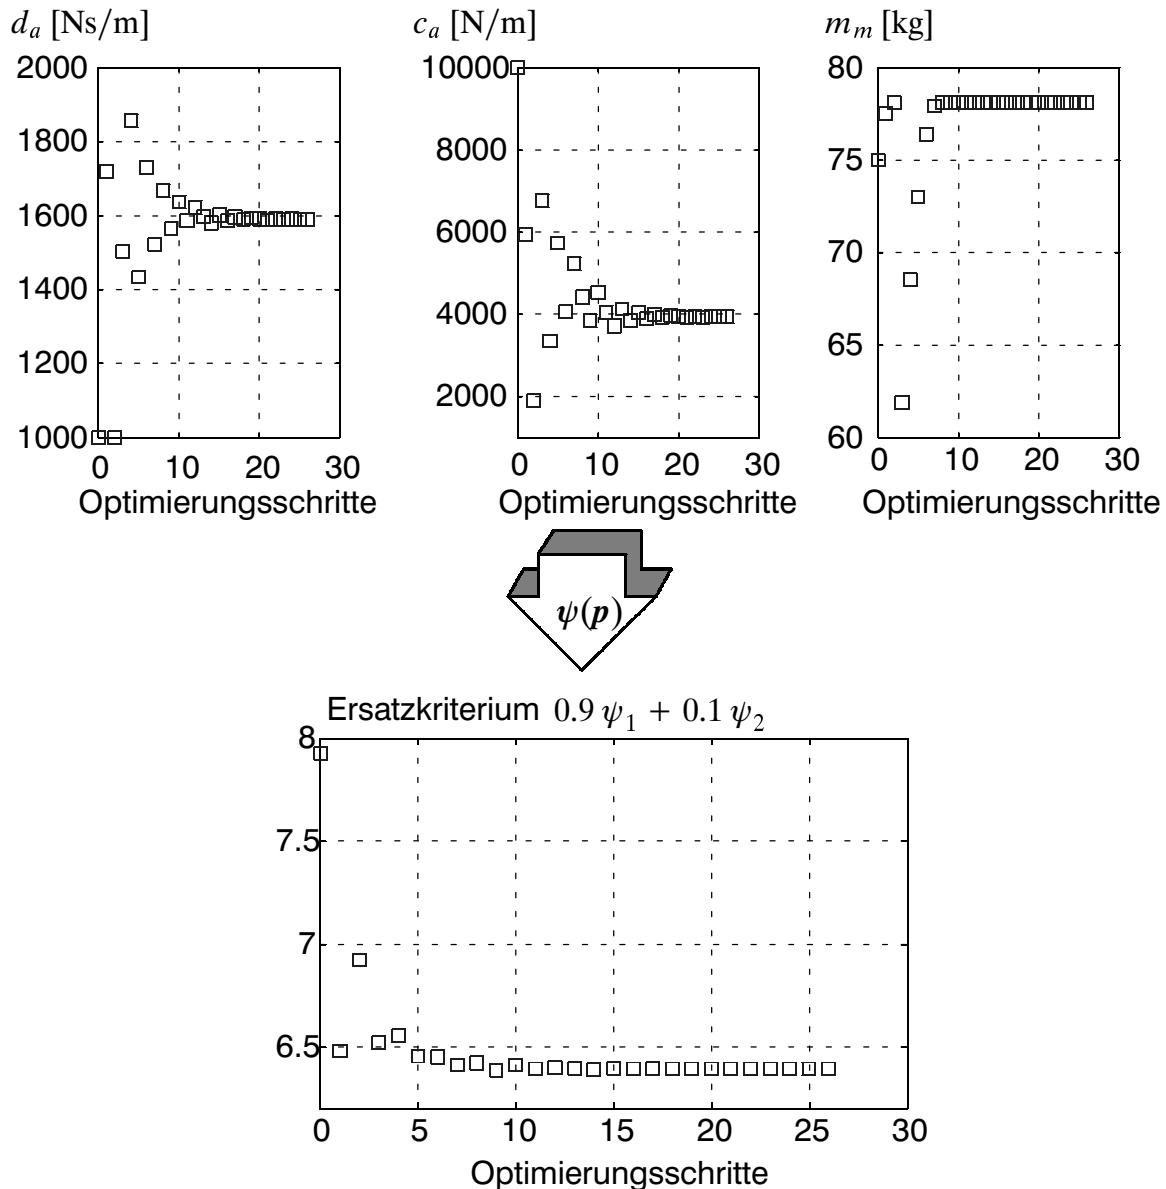 d_a [Ns/m]
2000
1800
1600
1400
1200
1000
0 10 20 30
Optimierungsschritte
c_a [N/m]
10000
8000
6000
4000
2000
0 10 20 30
Optimierungsschritte
m_m [kg]
80
75
70
65
60
0 10 20 30
Optimierungsschritte
ψ(p)
Ersatzkriterium 0.9 ψ_1 + 0.1 ψ_2
8
7.5
7
6.5
0 5 10 15 20 25 30
Optimierungsschritte